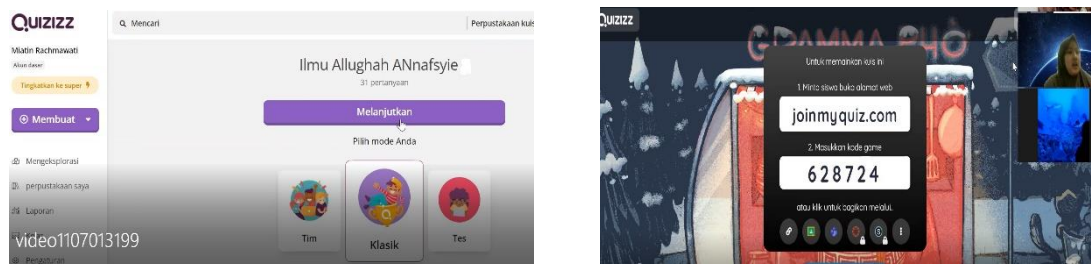 QUIZIZZ
Mencari
Perpustakaan kuis
Miatin Rachmawati
Akun dasar
Tingkatkan ke super
Ilmu Allughah ANnafsyie
31 pertanyaan
Melanjutkan
Membuat
Pilih mode Anda
Mengeksplorasi
perpustakaan saya
Laporan
video1107013199
Pengaturan
Tim
Klasik
Tes
QUIZIZZ
Untuk memainkan kuis ini
1. Minta siswa buka alamat web
joinmyquiz.com
2. Masukkan kode game
628724
atau klik untuk bagikan melalui.